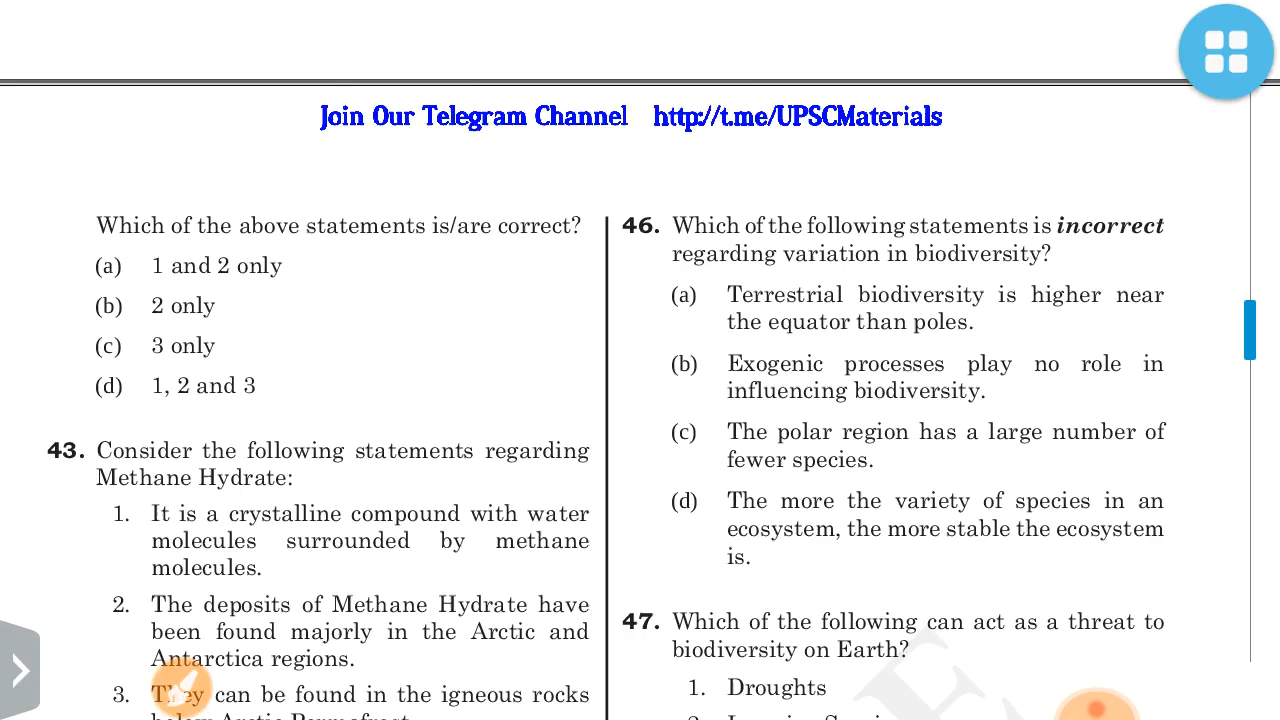 Join Our Telegram Channel http://t.me/UPSCMaterials
Which of the above statements is/are correct?
(a) 1 and 2 only
(b) 2 only
(c) 3 only
(d) 1, 2 and 3
43. Consider the following statements regarding
Methane Hydrate:
1. It is a crystalline compound with water
molecules surrounded by methane
molecules.
2. The deposits of Methane Hydrate have
been found majorly in the Arctic and
Antarctica regions.
3. They can be found in the igneous rocks
below Arctic Permafrost
46. Which of the following statements is incorrect
regarding variation in biodiversity?
(a) Terrestrial biodiversity is higher near
the equator than poles.
(b) Exogenic processes play no role in
influencing biodiversity.
(c) The polar region has a large number of
fewer species.
(d) The more the variety of species in an
ecosystem, the more stable the ecosystem
is.
47. Which of the following can act as a threat to
biodiversity on Earth?
1. Droughts